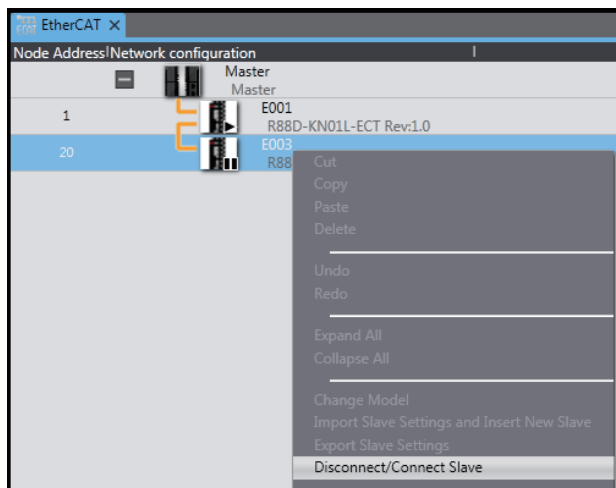 EtherCAT
Node Address Network configuration
Master
Master
1
E001
R88D-KN01L-ECT Rev:1.0
20
E003
R88
Cut
Copy
Paste
Delete
Undo
Redo
Expand All
Collapse All
Change Model
Import Slave Settings and Insert New Slave
Export Slave Settings
Disconnect/Connect Slave